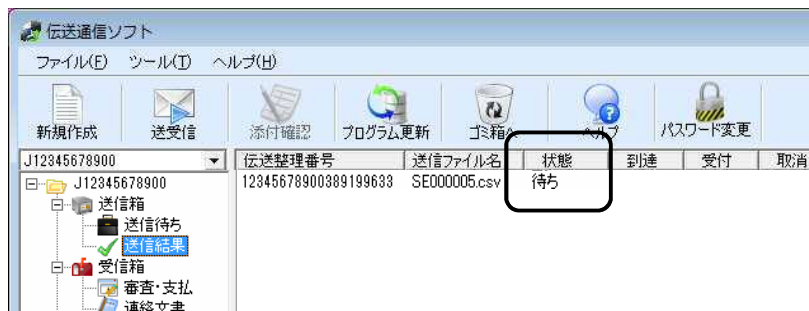 伝送通信ソフト
ファイル(F) ツール(T) ヘルプ(H)
新規作成 送受信 添付確認 プログラム更新 ゴミ箱へ ヘルプ パスワード変更
J12345678900 伝送整理番号 送信ファイル名 状態 到達 受付 取消
J12345678900 12345678900389199633 SE000005.csv 待ち
送信箱
送信待ち
送信結果
受信箱
審査・支払
連絡文書